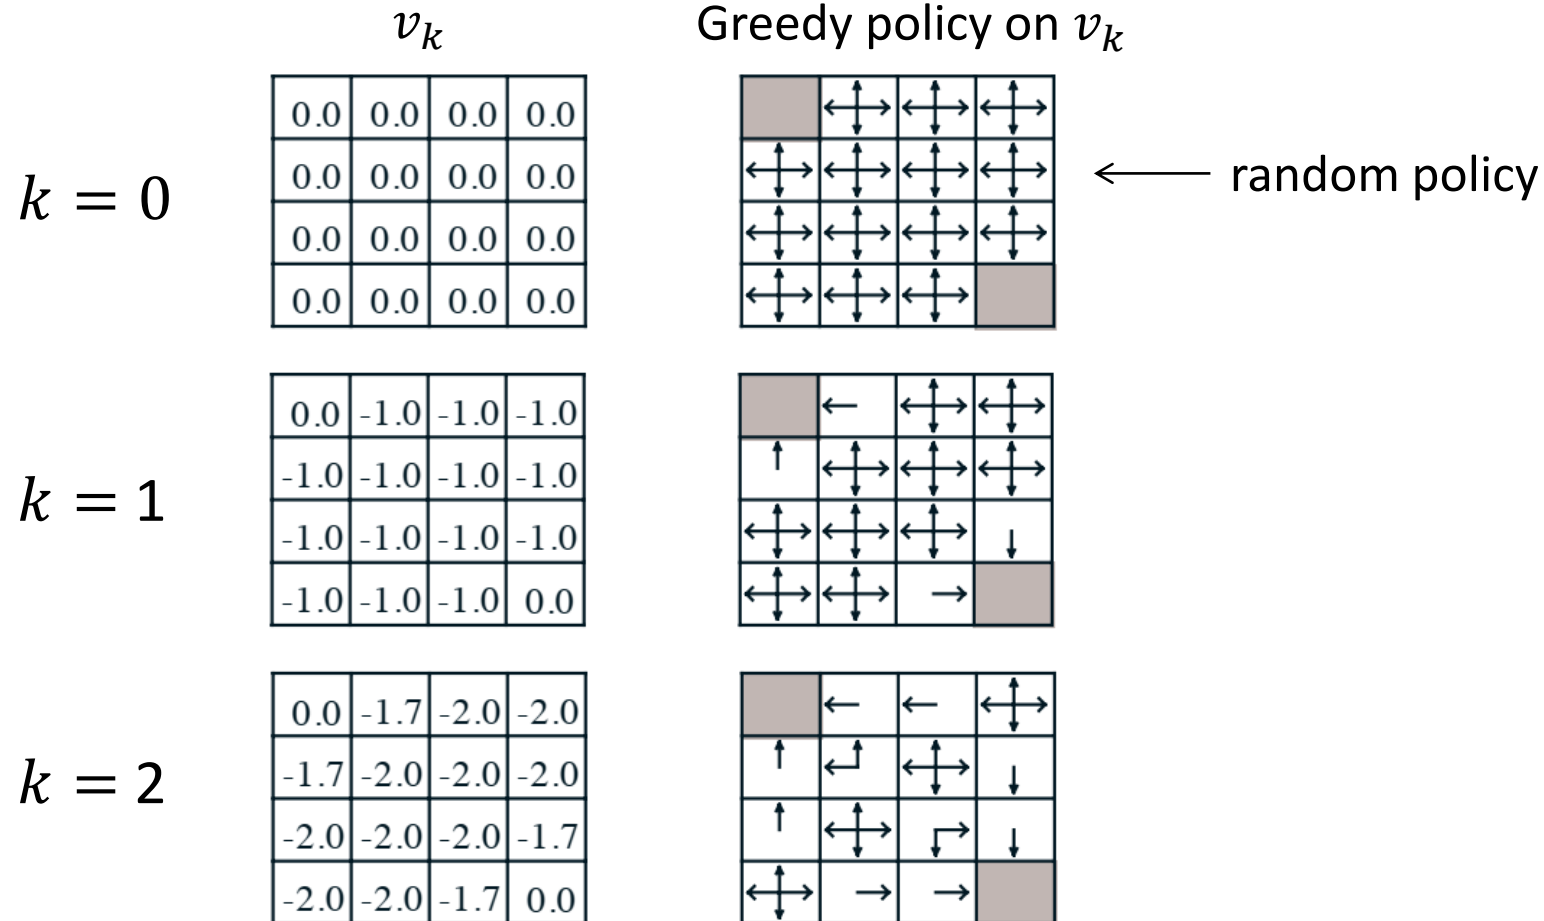 v_k Greedy policy on v_k
k = 0
0.0 0.0 0.0 0.0
0.0 0.0 0.0 0.0
0.0 0.0 0.0 0.0
0.0 0.0 0.0 0.0
← random policy
k = 1
0.0 -1.0 -1.0 -1.0
-1.0 -1.0 -1.0 -1.0
-1.0 -1.0 -1.0 -1.0
-1.0 -1.0 -1.0 0.0
k = 2
0.0 -1.7 -2.0 -2.0
-1.7 -2.0 -2.0 -2.0
-2.0 -2.0 -2.0 -1.7
-2.0 -2.0 -1.7 0.0